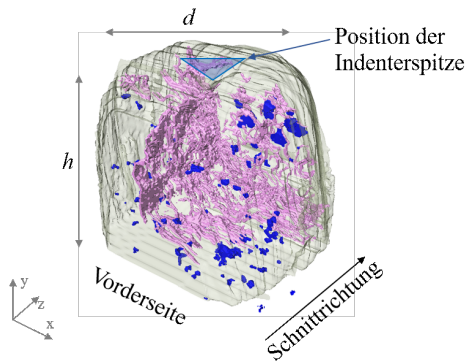 d
Position der
Indenterspitze
h
Vorderseite
Schnittrichtung
y
z
x